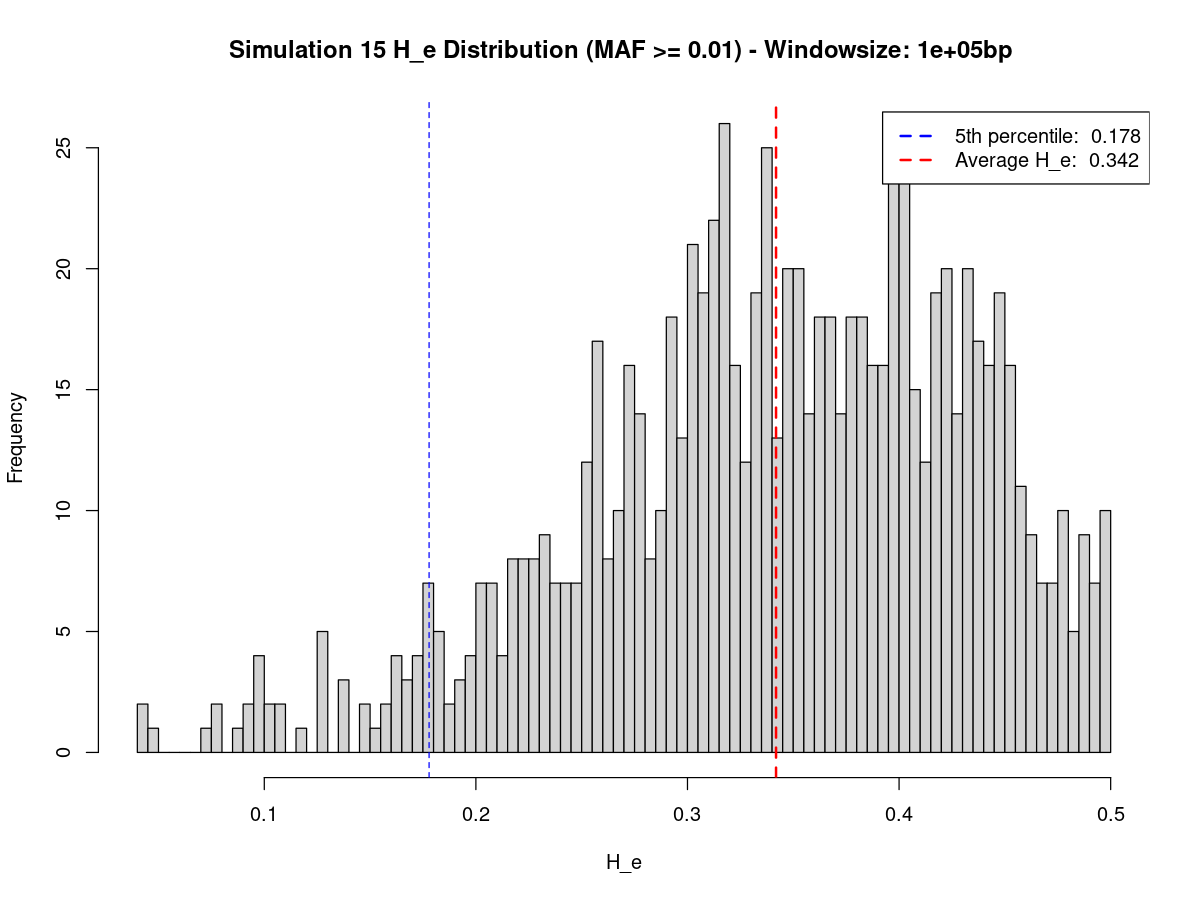 Simulation 15 H_e Distribution (MAF >= 0.01) - Windowsize: 1e+05bp
5th percentile: 0.178
Average H_e: 0.342
Frequency
25
20
15
10
5
0
0.1 0.2 0.3 0.4 0.5
H_e